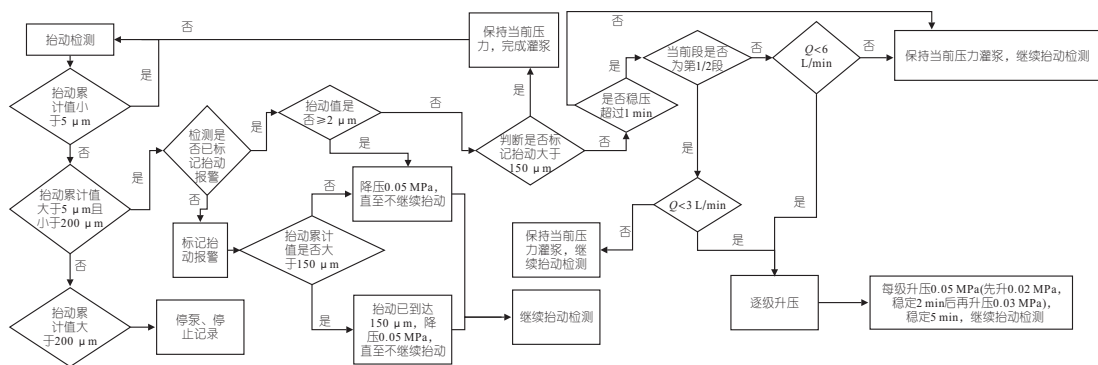 抬动检测
否
是
抬动累
计值小
于5 μm
否
抬动累计值
大于5 μm且
小于200 μm
是
否
抬动累
计值大
于200 μm
停泵、停
止记录
检测是
否已标
记抬动
报警
是
否
标记抬
动报警
抬动值是
否≥2 μm
否
是
抬动累计
值是否大
于150 μm
否
是
降压0.05 MPa,
直至不继续抬动
抬动已到达
150 μm，降
压0.05 MPa，
直至不继续抬动
继续抬动检测
保持当前压
力，完成灌浆
是
判断是否标
记抬动大于
150 μm
否
是否稳压
超过1 min
否
是
当前段是否
为第1/2段
否
是
Q<6
L/min
否
是
保持当前压力灌浆，继续抬动检测
Q<3 L/min
否
是
保持当前压
力灌浆，继
续抬动检测
逐级升压
每级升压0.05 MPa(先升0.02 MPa，
稳定2 min后再升压0.03 MPa)，
稳定5 min，继续抬动检测